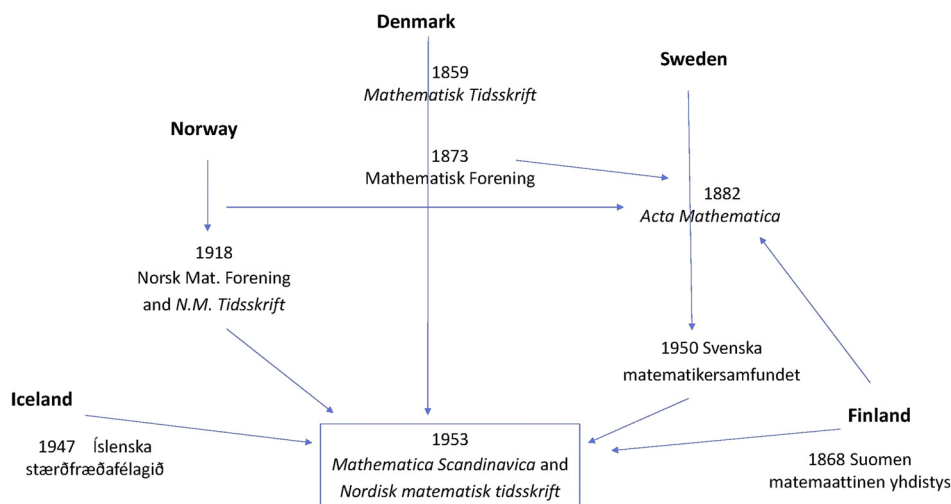 Denmark
1859
Mathematisk Tidsskrift
Sweden
Norway
1873
Mathematisk Forening
1882
Acta Mathematica
1918
Norsk Mat. Forening
and N.M. Tidsskrift
1950 Svenska
matematikersamfundet
Iceland
1947 Íslenska
stærðfræðafélagið
Finland
1868 Suomen
matemaattinen yhdistys
1953
Mathematica Scandinavica and
Nordisk matematisk tidsskrift